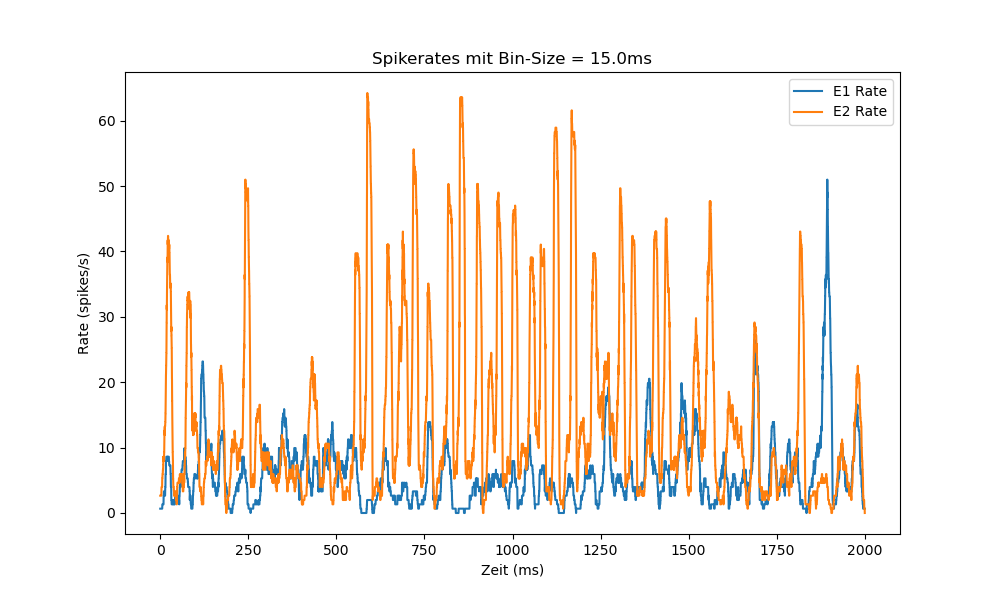 Spikerates mit Bin-Size = 15.0ms
E1 Rate
E2 Rate
Rate (spikes/s)
60
50
40
30
20
10
0
0 250 500 750 1000 1250 1500 1750 2000
Zeit (ms)